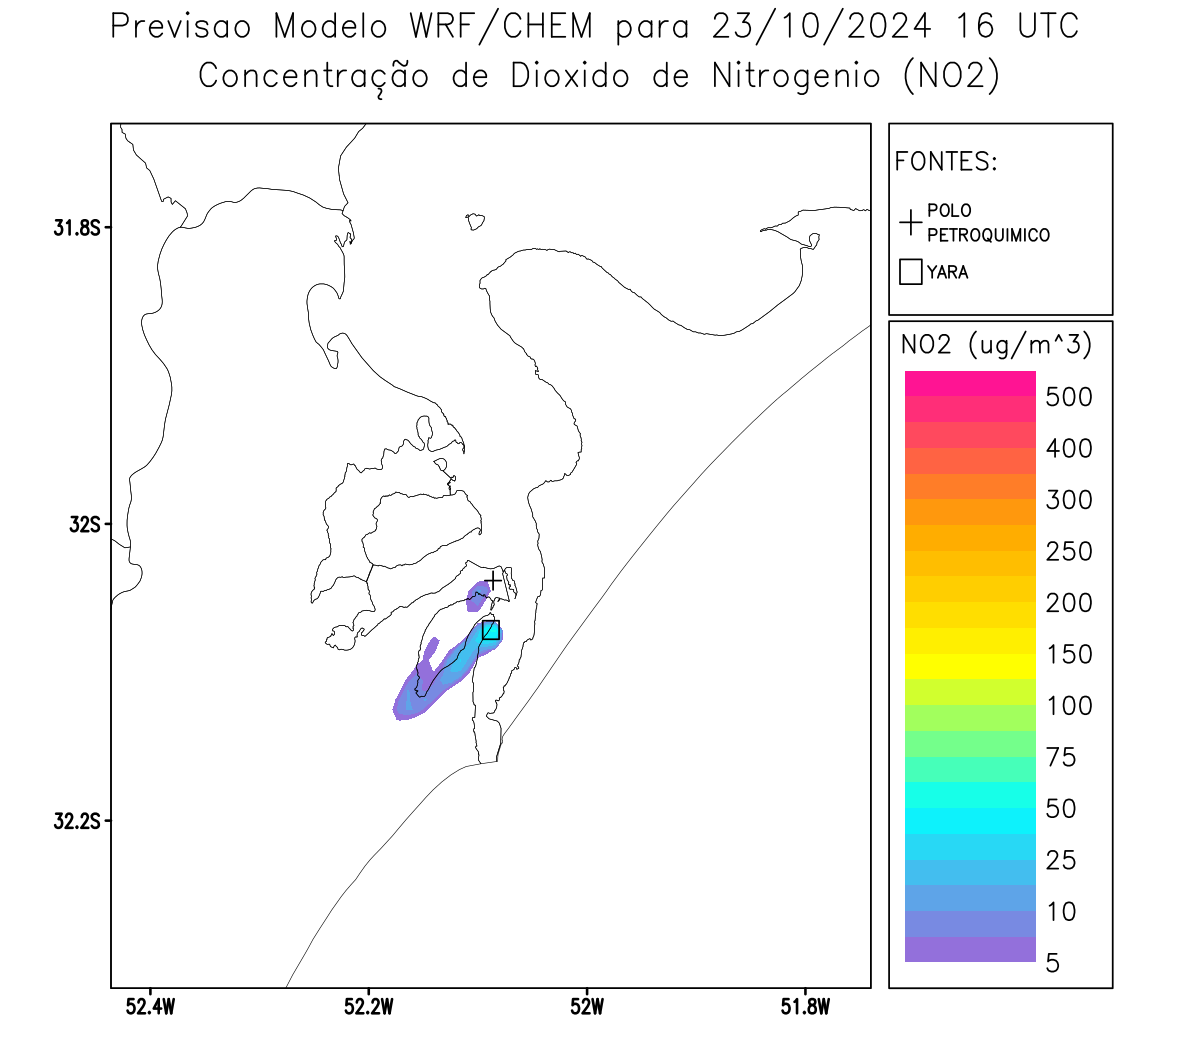 Previsao Modelo WRF/CHEM para 23/10/2024 16 UTC
Concentração de Dioxido de Nitrogenio (NO2)
FONTES:
POLO
PETROQUIMICO
YARA
31.8S
32S
32.2S
52.4W
52.2W
52W
51.8W
NO2 (ug/m^3)
500
400
300
250
200
150
100
75
50
25
10
5